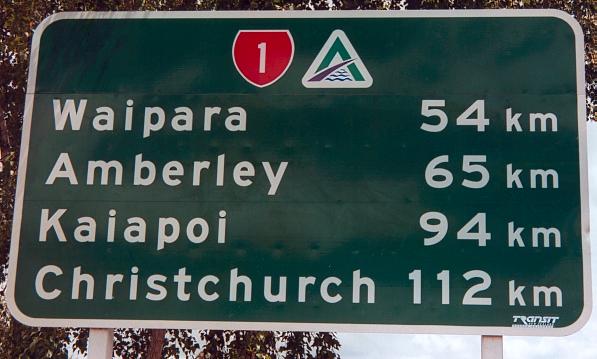 1
Waipara 54 km
Amberley 65 km
Kaiapoi 94 km
Christchurch 112 km
TRANSIT